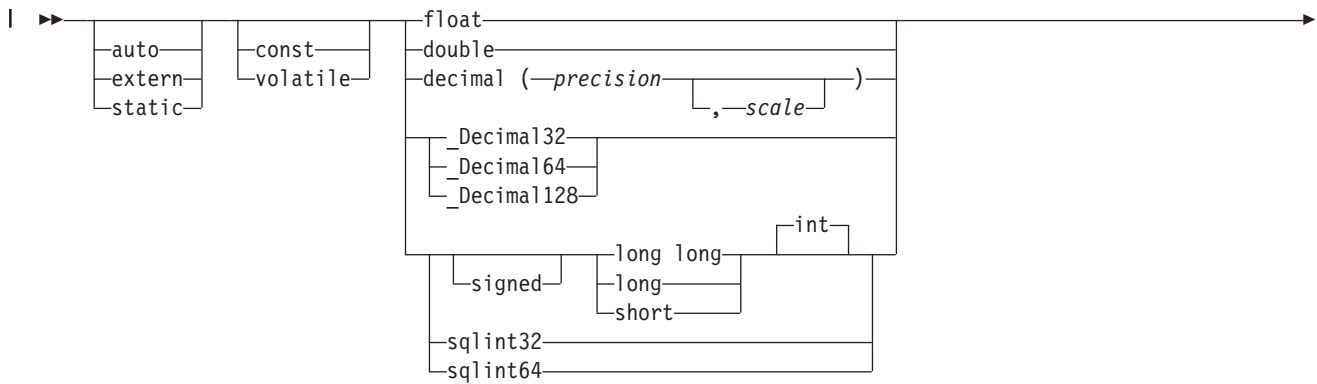 auto
extern
static
const
volatile
float
double
decimal ( precision , scale )
_Decimal32
_Decimal64
_Decimal128
signed
long long
long
short
int
sqlint32
sqlint64